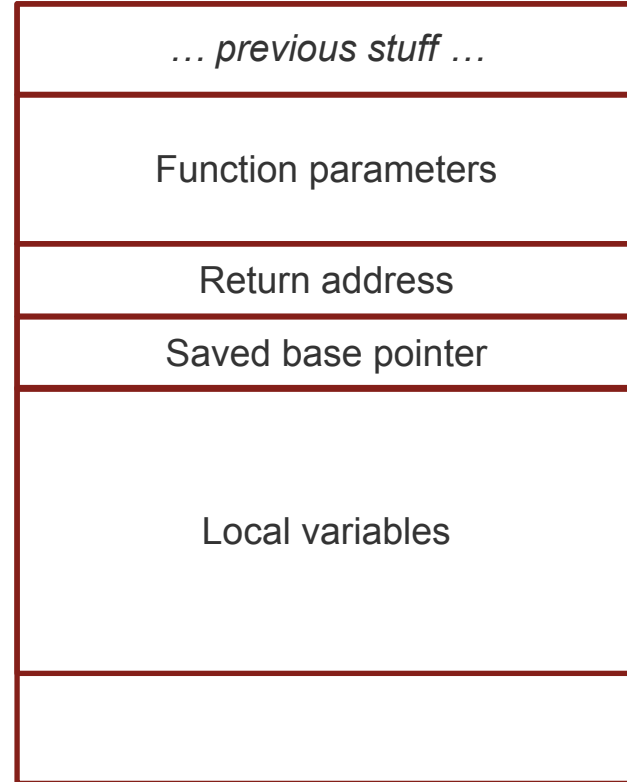 … previous stuff …
Function parameters
Return address
Saved base pointer
Local variables